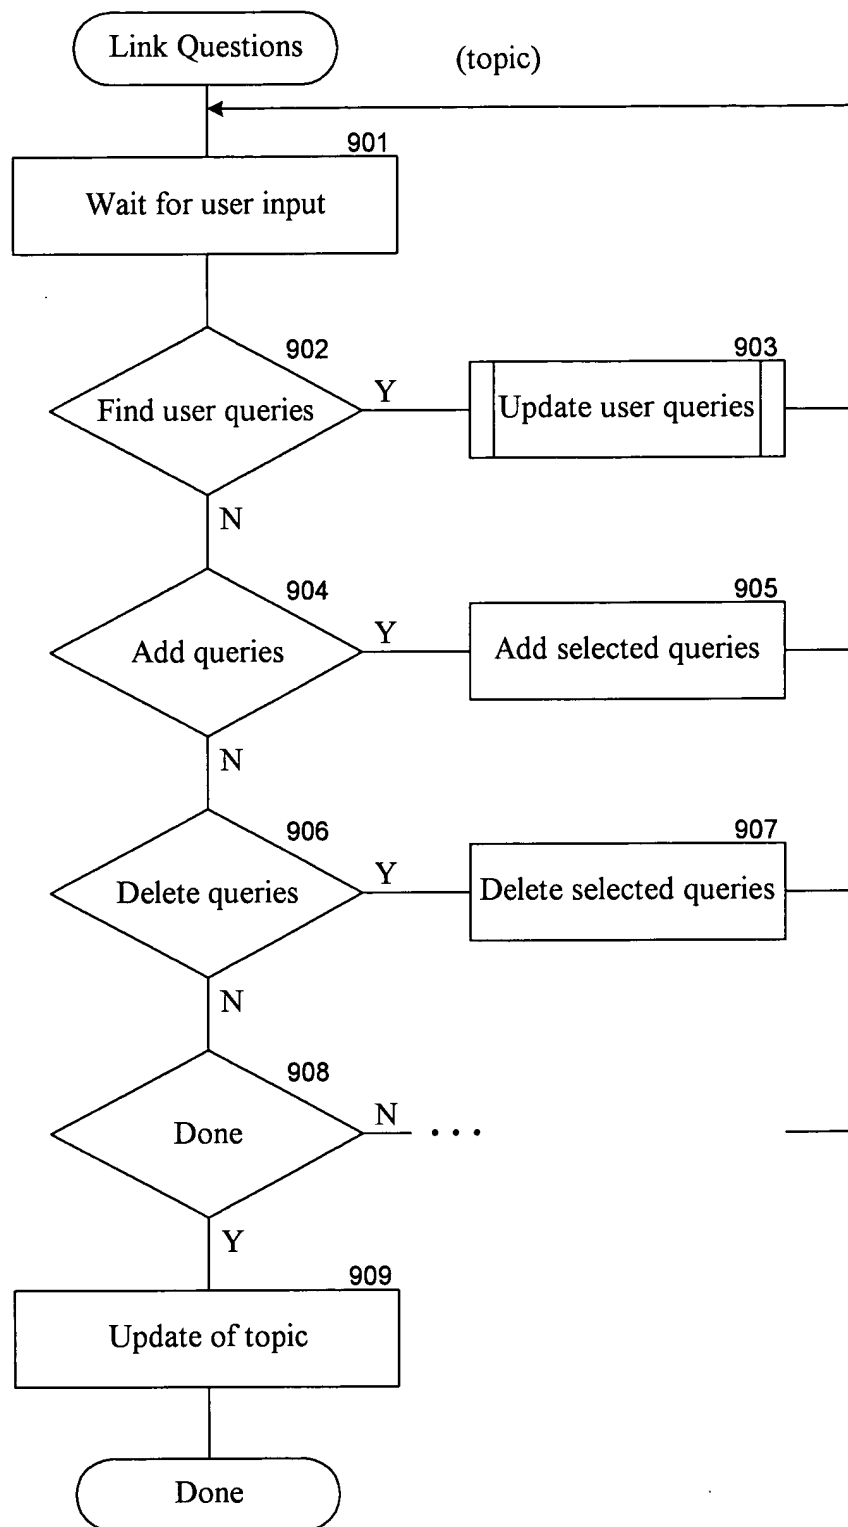 Link Questions
(topic)
901
Wait for user input
902
Find user queries
Y
903
Update user queries
N
904
Add queries
Y
905
Add selected queries
N
906
Delete queries
Y
907
Delete selected queries
N
908
Done
N
...
Y
909
Update of topic
Done